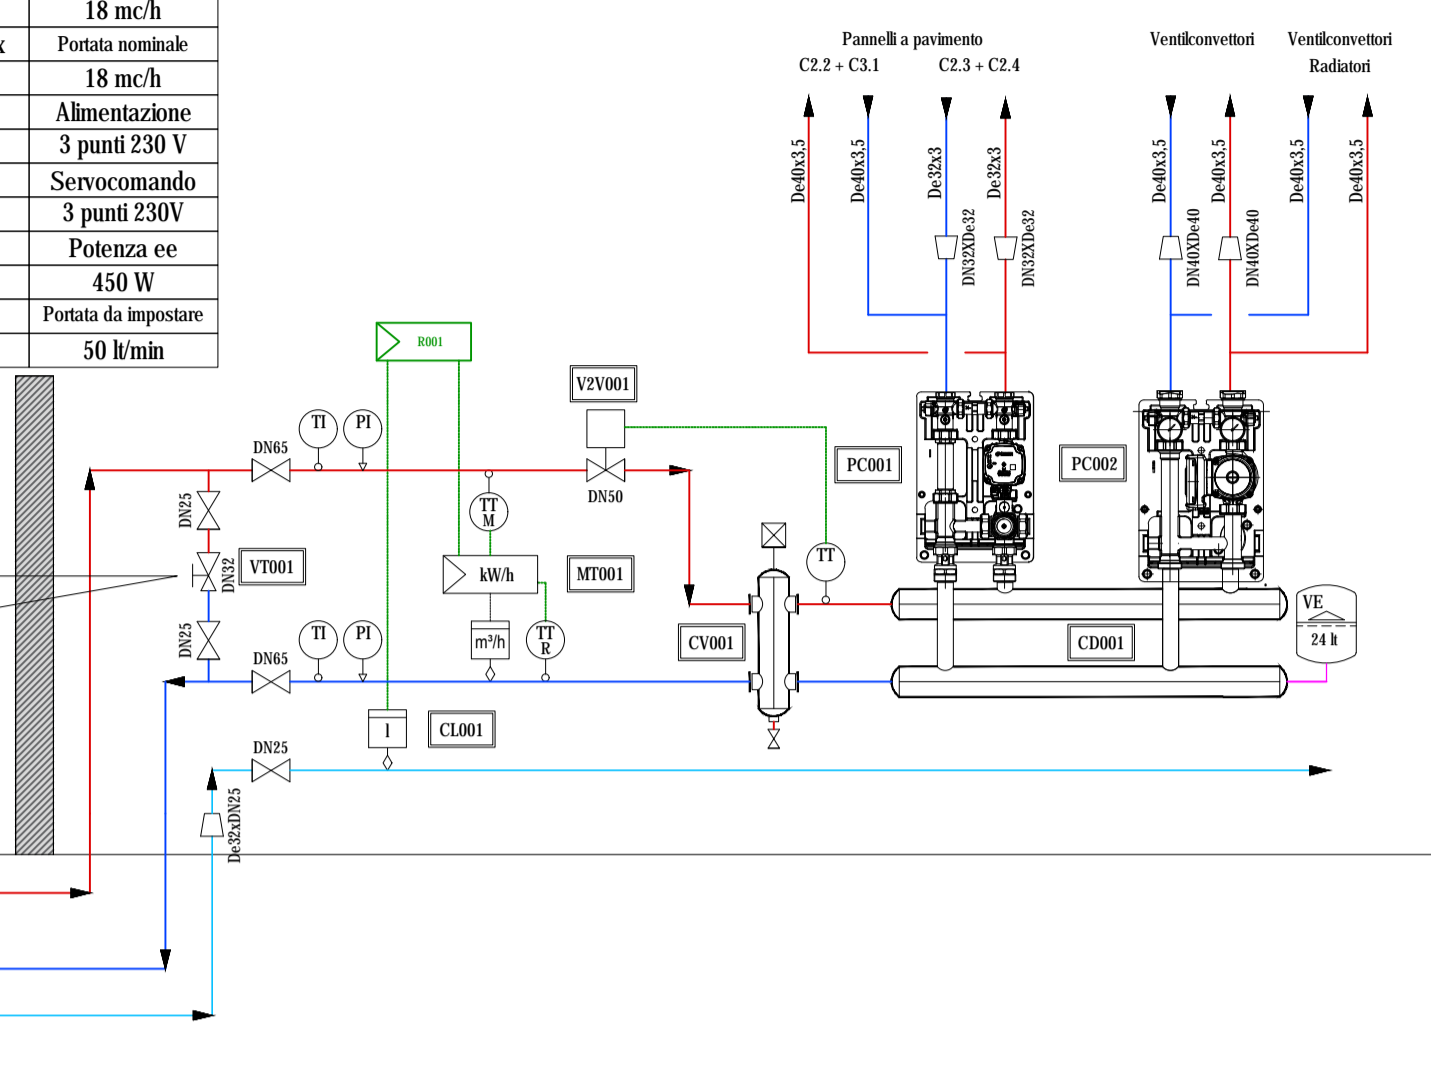 18 mc/h
x
Portata nominale
18 mc/h
Alimentazione
3 punti 230 V
Servocomando
3 punti 230V
Potenza ee
450 W
Portata da impostare
50 lt/min
Pannelli a pavimento
C2.2 + C3.1
C2.3 + C2.4
Ventilconvettori
Ventilconvettori
Radiatori
De40x3,5
De40x3,5
De32x3
De32x3
De40x3,5
De40x3,5
De40x3,5
De40x3,5
DN32XDe32
DN32XDe32
DN40XDe40
DN40XDe40
R001
V2V001
TI
PI
DN65
DN50
DN25
TT
M
PC001
PC002
VT001
DN32
kW/h
MT001
TT
VE
24 lt
DN25
TI
PI
DN65
m³/h
TT
R
CV001
CD001
l
CL001
DN25
De32xDN25